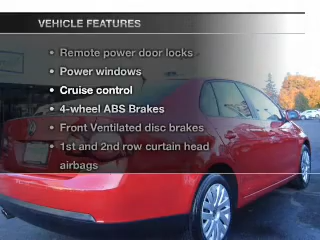 VEHICLE FEATURES
• Remote power door locks
• Power windows
• Cruise control
• 4-wheel ABS Brakes
• Front Ventilated disc brakes
• 1st and 2nd row curtain head
airbags